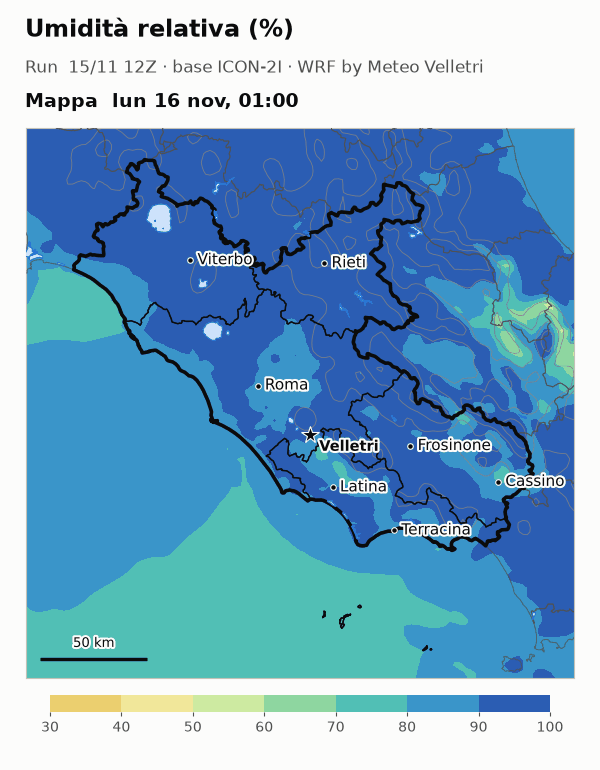 Umidità relativa (%)
Run 15/11 12Z · base ICON-2I · WRF by Meteo Velletri
Mappa lun 16 nov, 01:00
Viterbo
Rieti
Roma
Velletri
Frosinone
Latina
Cassino
Terracina
50 km
30 40 50 60 70 80 90 100